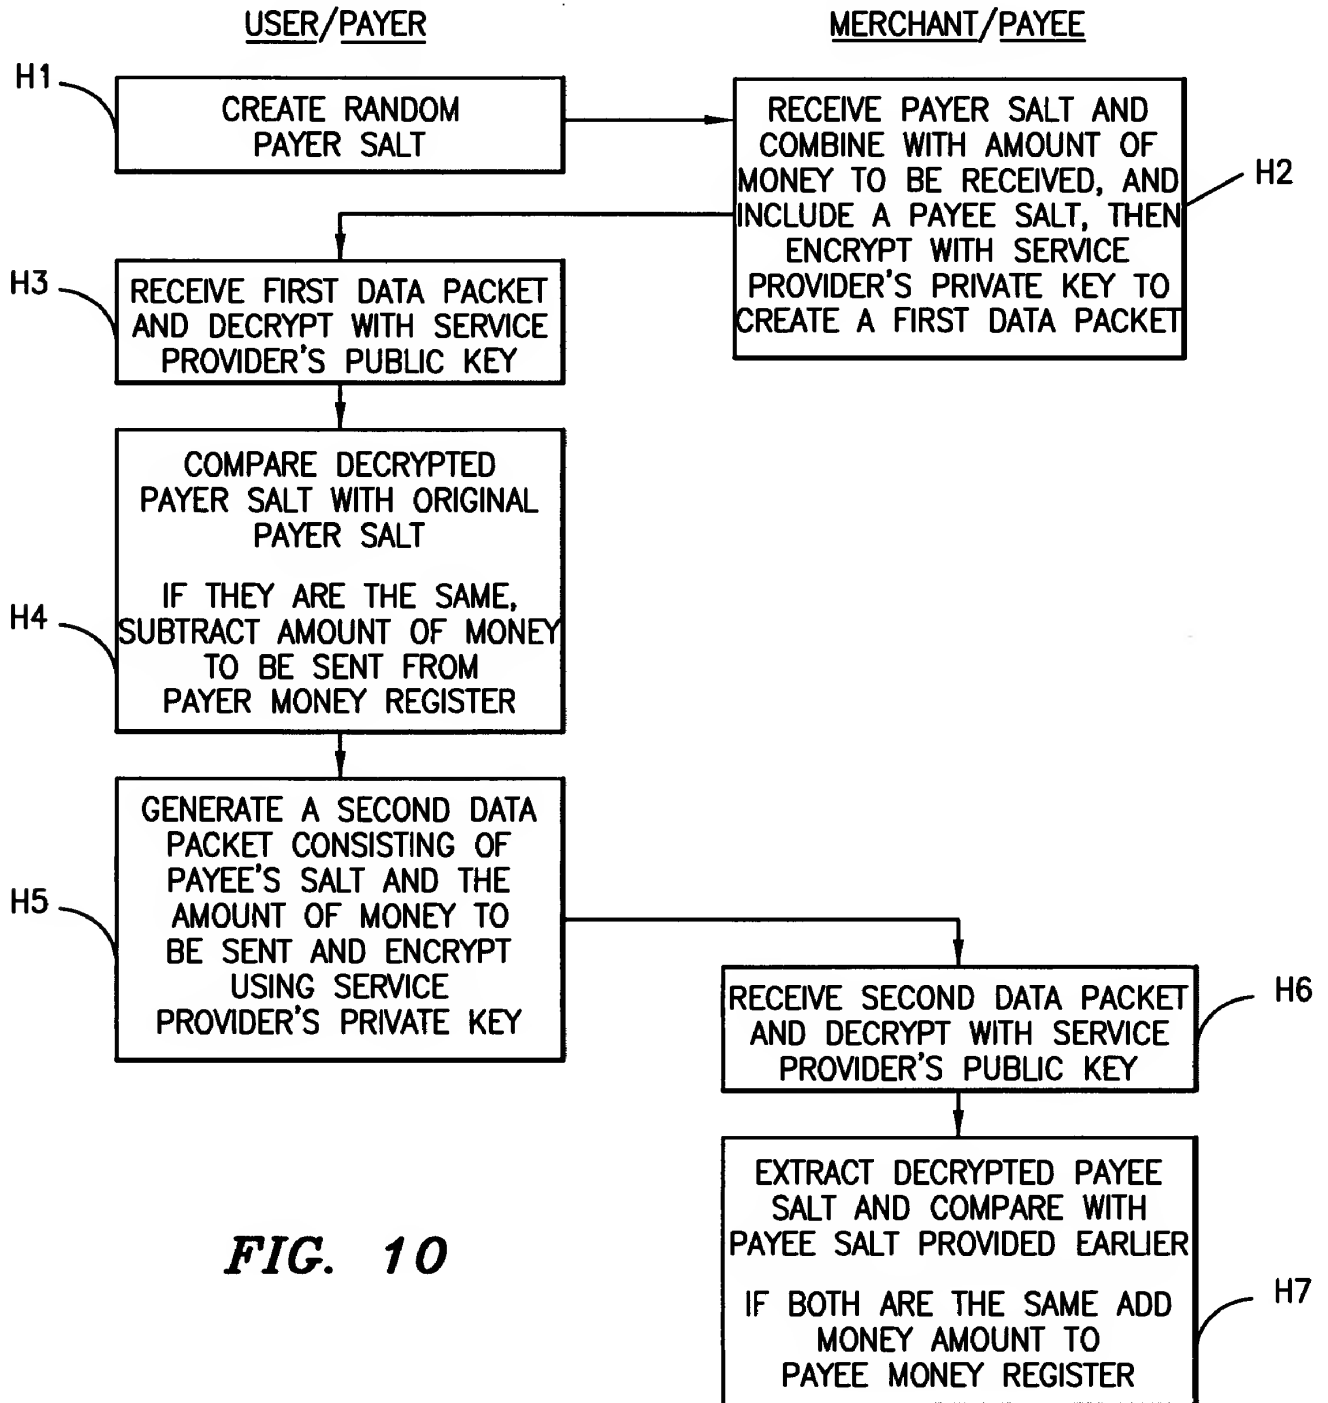 USER/PAYER
MERCHANT/PAYEE
H1
CREATE RANDOM
PAYER SALT
RECEIVE PAYER SALT AND
COMBINE WITH AMOUNT OF
MONEY TO BE RECEIVED, AND
INCLUDE A PAYEE SALT, THEN
ENCRYPT WITH SERVICE
PROVIDER'S PRIVATE KEY TO
CREATE A FIRST DATA PACKET
H2
H3
RECEIVE FIRST DATA PACKET
AND DECRYPT WITH SERVICE
PROVIDER'S PUBLIC KEY
COMPARE DECRYPTED
PAYER SALT WITH ORIGINAL
PAYER SALT
IF THEY ARE THE SAME,
SUBTRACT AMOUNT OF MONEY
TO BE SENT FROM
PAYER MONEY REGISTER
H4
GENERATE A SECOND DATA
PACKET CONSISTING OF
PAYEE'S SALT AND THE
AMOUNT OF MONEY TO
BE SENT AND ENCRYPT
USING SERVICE
PROVIDER'S PRIVATE KEY
H5
RECEIVE SECOND DATA PACKET
AND DECRYPT WITH SERVICE
PROVIDER'S PUBLIC KEY
H6
EXTRACT DECRYPTED PAYEE
SALT AND COMPARE WITH
PAYEE SALT PROVIDED EARLIER
IF BOTH ARE THE SAME ADD
MONEY AMOUNT TO
PAYEE MONEY REGISTER
H7
FIG. 10